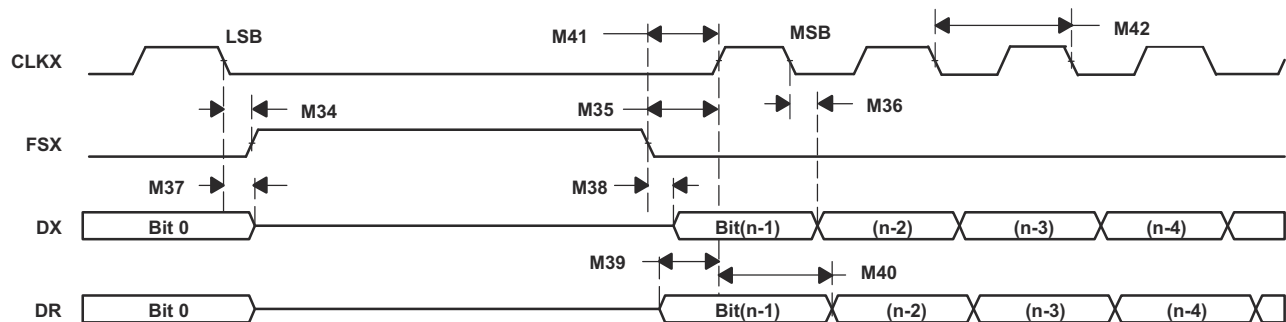 LSB
M41
MSB
M42
CLKX
M34
M35
M36
FSX
M37
M38
DX
Bit 0
Bit(n-1)
(n-2)
(n-3)
(n-4)
M39
M40
DR
Bit 0
Bit(n-1)
(n-2)
(n-3)
(n-4)